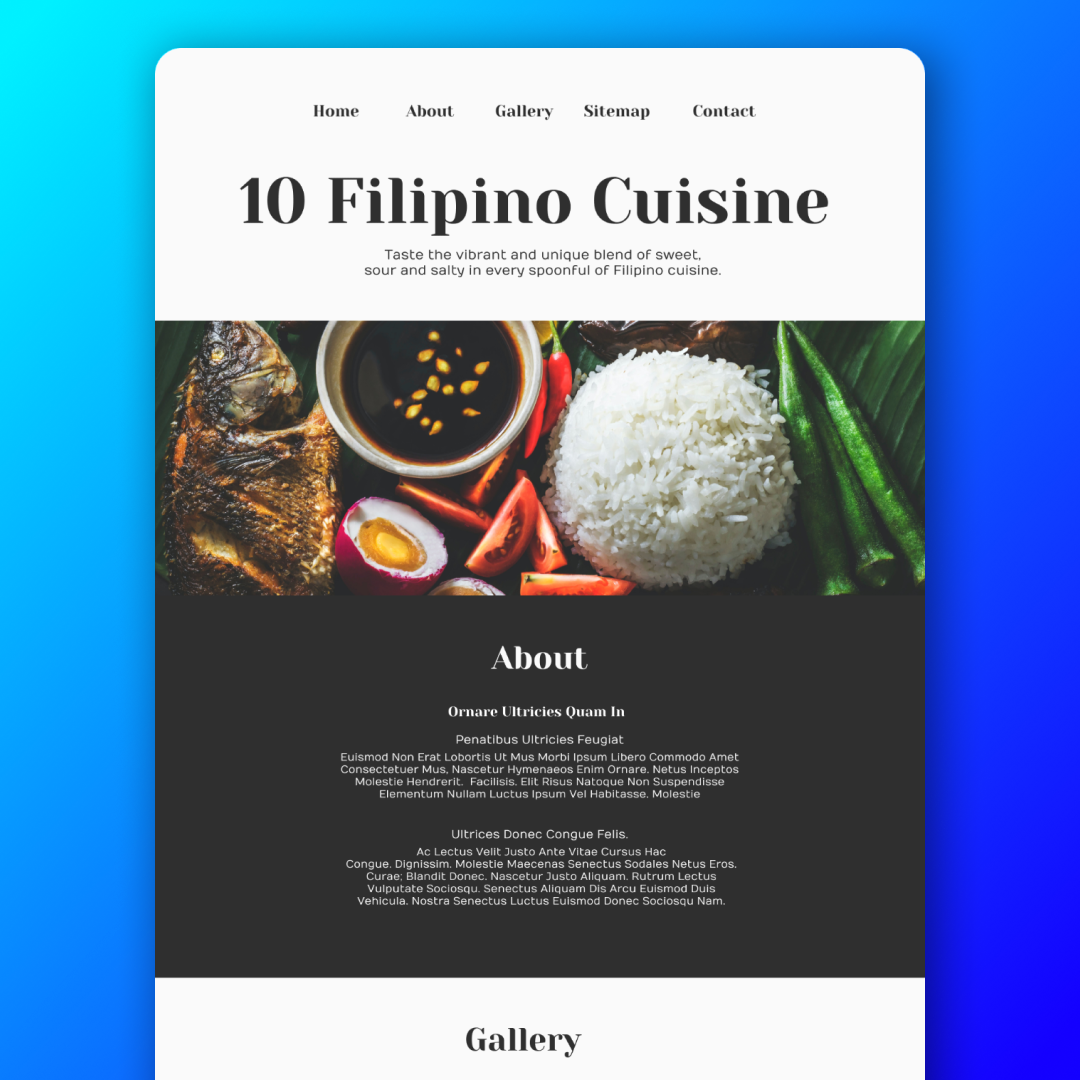 Home About Gallery Sitemap Contact
10 Filipino Cuisine
Taste the vibrant and unique blend of sweet,
sour and salty in every spoonful of Filipino cuisine.
About
Ornare Ultricies Quam In
Penatibus Ultricies Feugiat
Euismod Non Erat Lobortis Ut Mus Morbi Ipsum Libero Commodo Amet
Consectetuer Mus, Nascetur Hymenaeos Enim Ornare. Netus Inceptos
Molestie Hendrerit. Facilisis. Elit Risus Natoque Non Suspendisse
Elementum Nullam Luctus Ipsum Vel Habitasse. Molestie
Ultrices Donec Congue Felis.
Ac Lectus Velit Justo Ante Vitae Cursus Hac
Congue. Dignissim. Molestie Maecenas Senectus Sodales Netus Eros.
Curae; Blandit Donec. Nascetur Justo Aliquam. Rutrum Lectus
Vulputate Sociosqu. Senectus Aliquam Dis Arcu Euismod Duis
Vehicula. Nostra Senectus Luctus Euismod Donec Sociosqu Nam.
Gallery